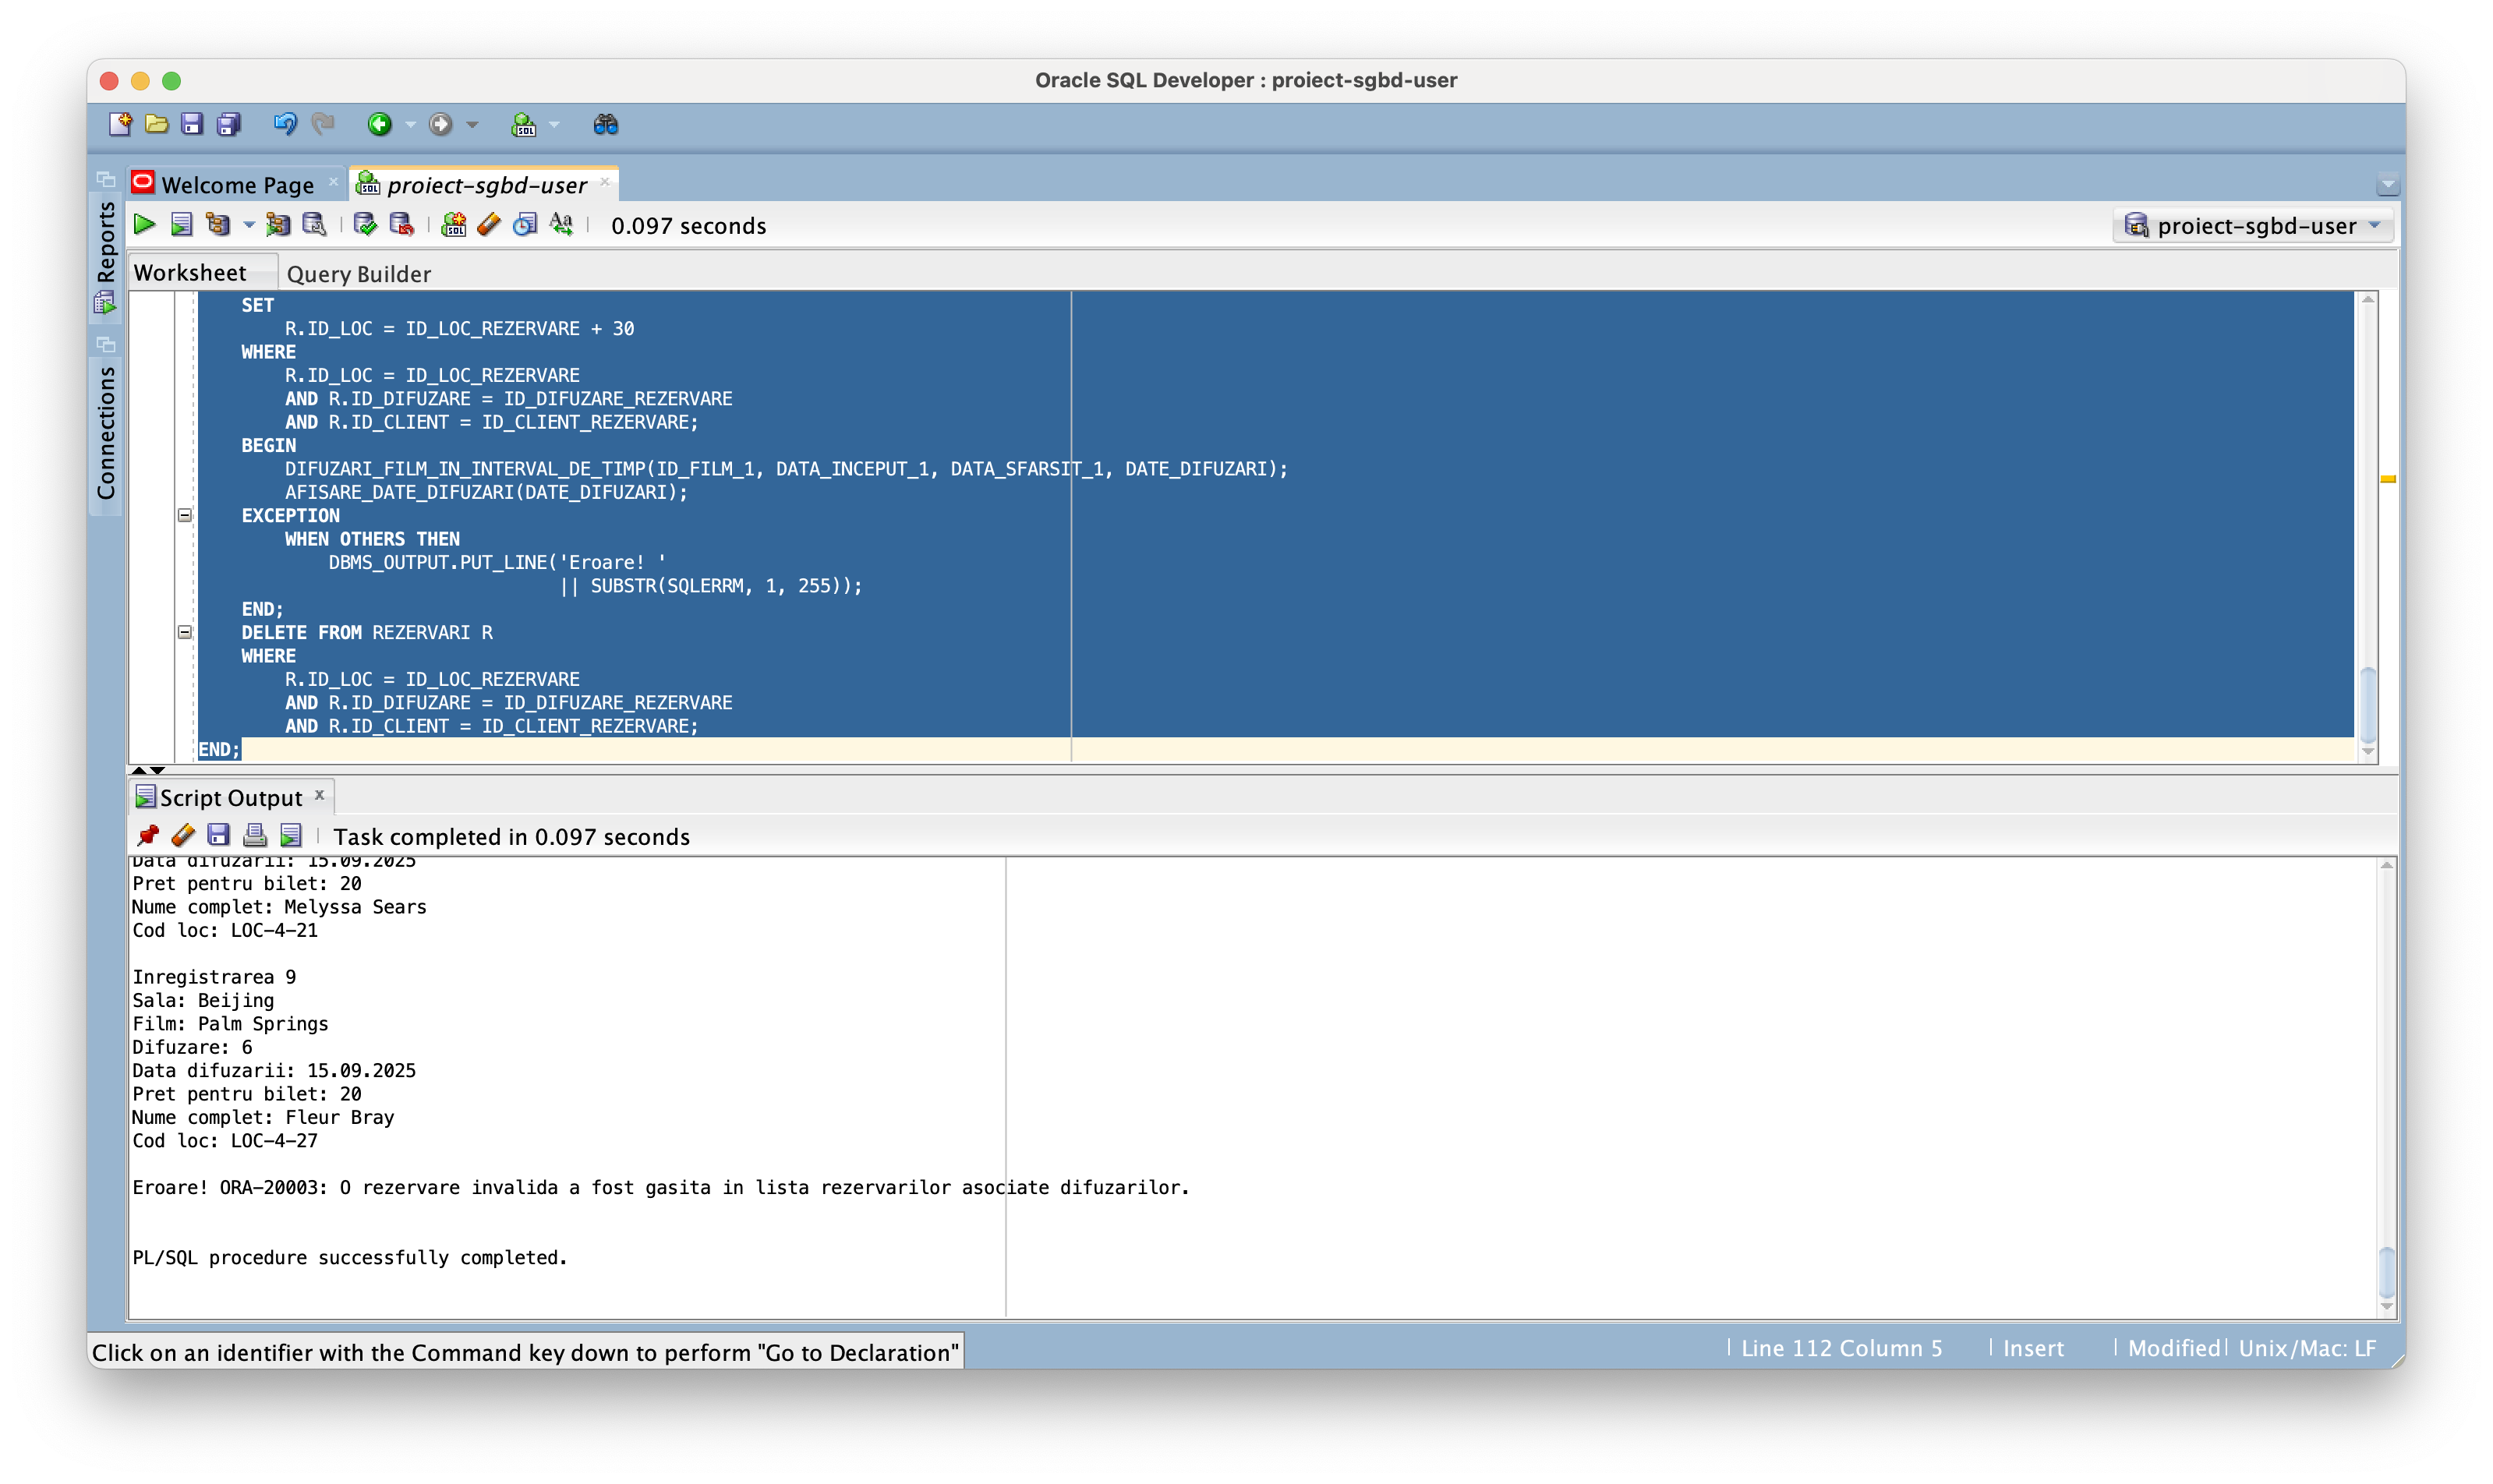 Oracle SQL Developer : proiect-sgbd-user
Welcome Page
proiect-sgbd-user
0.097 seconds
proiect-sgbd-user
Reports
Connections
Worksheet
Query Builder
SET
R.ID_LOC = ID_LOC_REZERVARE + 30
WHERE
R.ID_LOC = ID_LOC_REZERVARE
AND R.ID_DIFUZARE = ID_DIFUZARE_REZERVARE
AND R.ID_CLIENT = ID_CLIENT_REZERVARE;
BEGIN
DIFUZARI_FILM_IN_INTERVAL_DE_TIMP(ID_FILM_1, DATA_INCEPUT_1, DATA_SFARSIT_1, DATE_DIFUZARI);
AFISARE_DATE_DIFUZARI(DATE_DIFUZARI);
EXCEPTION
WHEN OTHERS THEN
DBMS_OUTPUT.PUT_LINE('Eroare! '
|| SUBSTR(SQLERRM, 1, 255));
END;
DELETE FROM REZERVARI R
WHERE
R.ID_LOC = ID_LOC_REZERVARE
AND R.ID_DIFUZARE = ID_DIFUZARE_REZERVARE
AND R.ID_CLIENT = ID_CLIENT_REZERVARE;
END;
Script Output
Task completed in 0.097 seconds
Data difuzarii: 15.09.2025
Pret pentru bilet: 20
Nume complet: Melyssa Sears
Cod loc: LOC-4-21
Inregistrarea 9
Sala: Beijing
Film: Palm Springs
Difuzare: 6
Data difuzarii: 15.09.2025
Pret pentru bilet: 20
Nume complet: Fleur Bray
Cod loc: LOC-4-27
Eroare! ORA-20003: O rezervare invalida a fost gasita in lista rezervarilor asociate difuzarilor.
PL/SQL procedure successfully completed.
Click on an identifier with the Command key down to perform "Go to Declaration"
Line 112 Column 5
Insert
Modified
Unix/Mac: LF